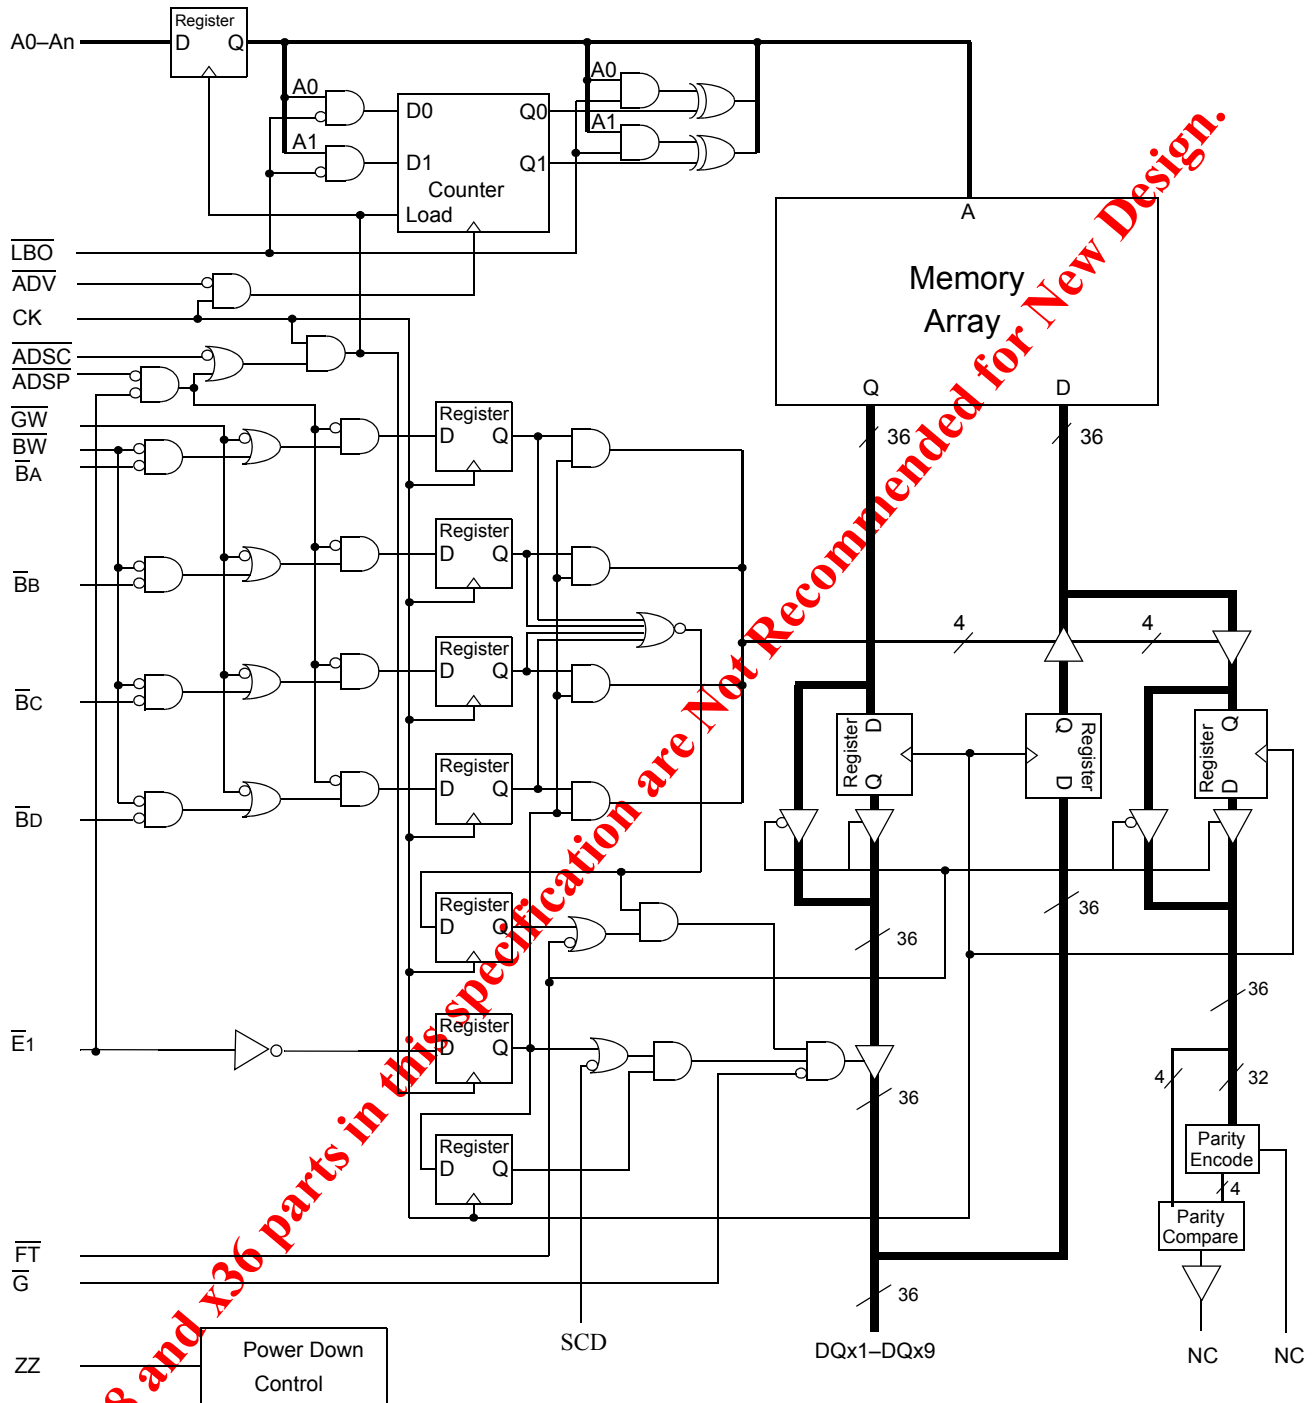 Register
A0–An
D Q
A0
A0
D0 Q0
A1
A1
D1 Q1
Counter
Load
A
LBO
ADV
CK
ADSC
ADSP
GW
BW
BA
BB
BC
BD
Memory
Array
Q D
36 36
Register
D Q
Register
D Q
Register
D Q
Register
D Q
4 4
Register
D
Q
Register
Q
D
Register
Q
D
Register
D Q
36
36
36
E1
Register
D Q
36
4 32
Register
D Q
Parity
Encode
4
Parity
Compare
FT
G
36
SCD
DQx1–DQx9
NC NC
ZZ
Power Down
Control
8 and x36 parts in this specification are Not Recommended for New Design.